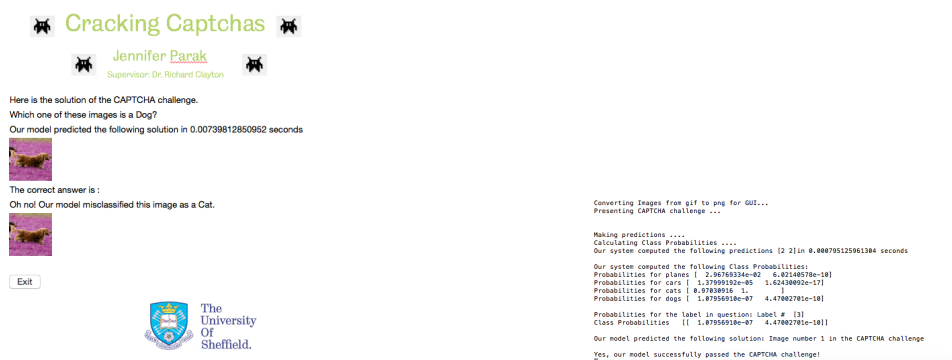 Cracking Captchas
Jennifer Parak
Supervisor: Dr. Richard Clayton
Here is the solution of the CAPTCHA challenge.
Which one of these images is a Dog?
Our model predicted the following solution in 0.00739812850952 seconds
The correct answer is :
Oh no! Our model misclassified this image as a Cat.
Exit
The
University
Of
Sheffield.
Converting Images from gif to png for GUI...
Presenting CAPTCHA challenge ...
Making predictions ....
Calculating Class Probabilities ....
Our system computed the following predictions [2 2]in 0.000795125961304 seconds
Our system computed the following Class Probabilities:
Probabilities for planes [ 2.96769334e-02 6.02140578e-10]
Probabilities for cars [ 1.37999192e-05 1.62430092e-17]
Probabilities for cats [ 0.97030916 1. ]
Probabilities for dogs [ 1.07956910e-07 4.47002701e-10]
Probabilities for the label in question: Label # [3]
Class Probabilities [[ 1.07956910e-07 4.47002701e-10]]
Our model predicted the following solution: Image number 1 in the CAPTCHA challenge
Yes, our model successfully passed the CAPTCHA challenge!